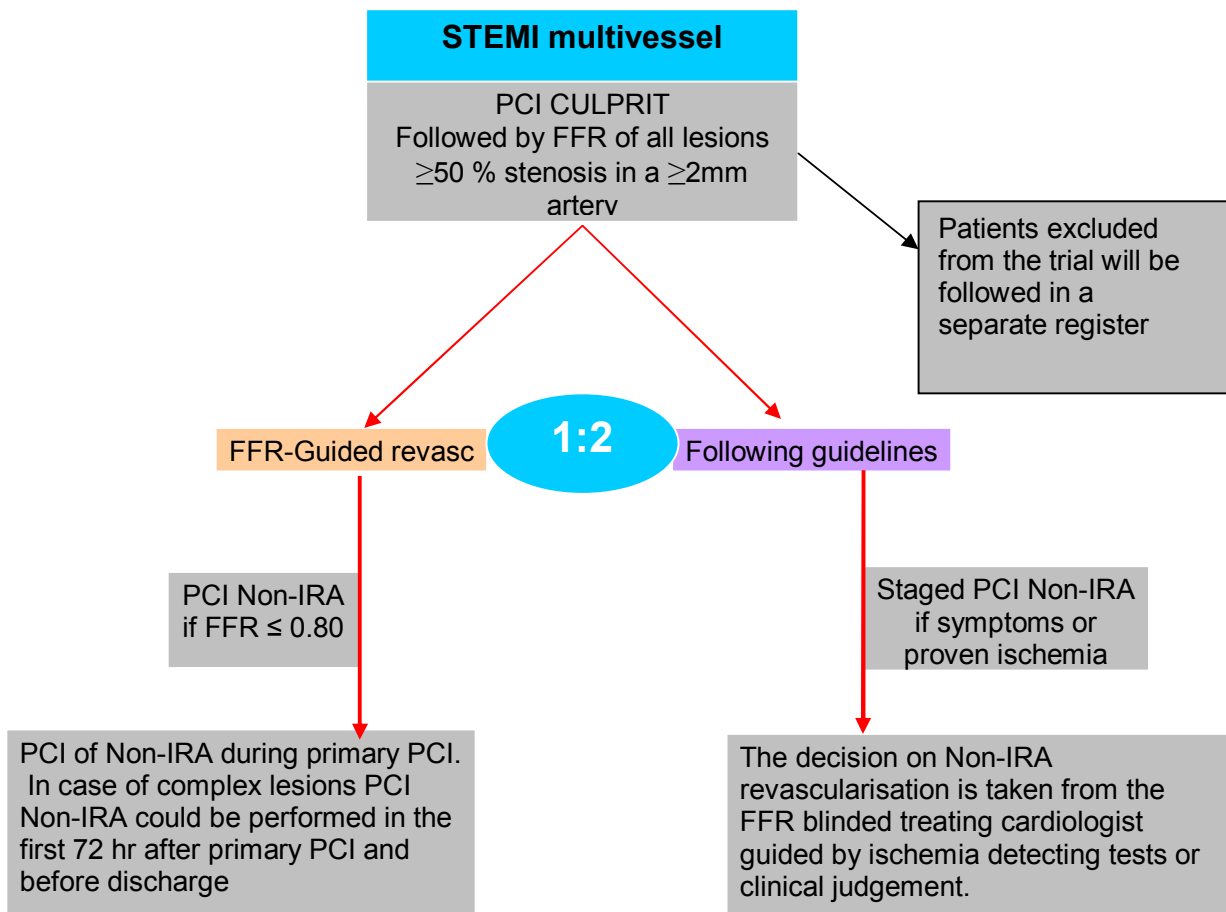 STEMI multivessel
PCI CULPRIT
Followed by FFR of all lesions
≥50 % stenosis in a ≥2mm
artery
Patients excluded
from the trial will be
followed in a
separate register
FFR-Guided revasc
1:2
Following guidelines
PCI Non-IRA
if FFR ≤ 0.80
Staged PCI Non-IRA
if symptoms or
proven ischemia
PCI of Non-IRA during primary PCI.
In case of complex lesions PCI
Non-IRA could be performed in the
first 72 hr after primary PCI and
before discharge
The decision on Non-IRA
revascularisation is taken from the
FFR blinded treating cardiologist
guided by ischemia detecting tests or
clinical judgement.